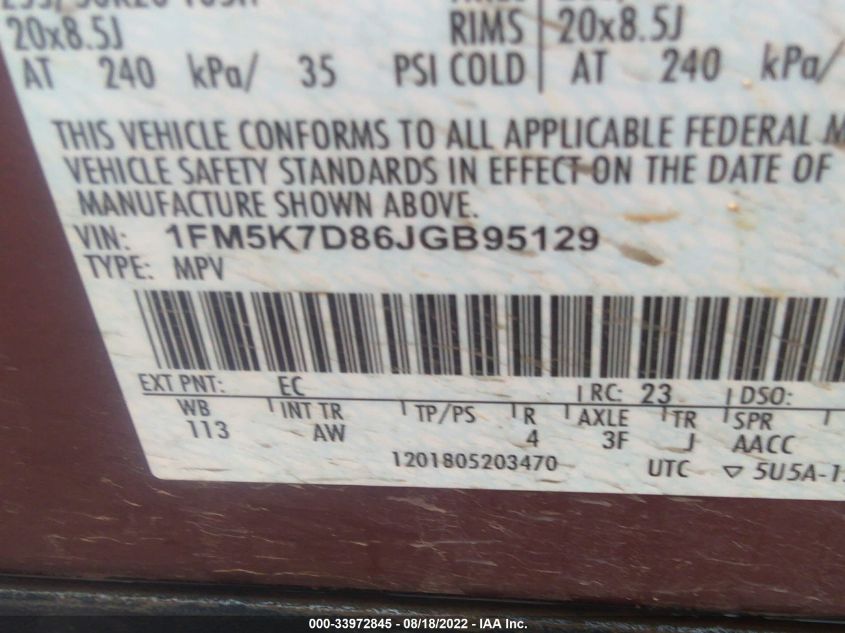 20x8.5J RIMS 20x8.5J
AT 240 kPa/ 35 PSI COLD AT 240 kPa/
THIS VEHICLE CONFORMS TO ALL APPLICABLE FEDERAL M
VEHICLE SAFETY STANDARDS IN EFFECT ON THE DATE OF
MANUFACTURE SHOWN ABOVE.
VIN: 1FM5K7D86JGB95129
TYPE: MPV
EXT PNT: EC RC: 23 DSO:
WB INT TR TP/PS R AXLE TR SPR
113 AW 4 3F J AACC
1201805203470 UTC ▽ 5U5A-1
000-33972845 - 08/18/2022 - IAA Inc.